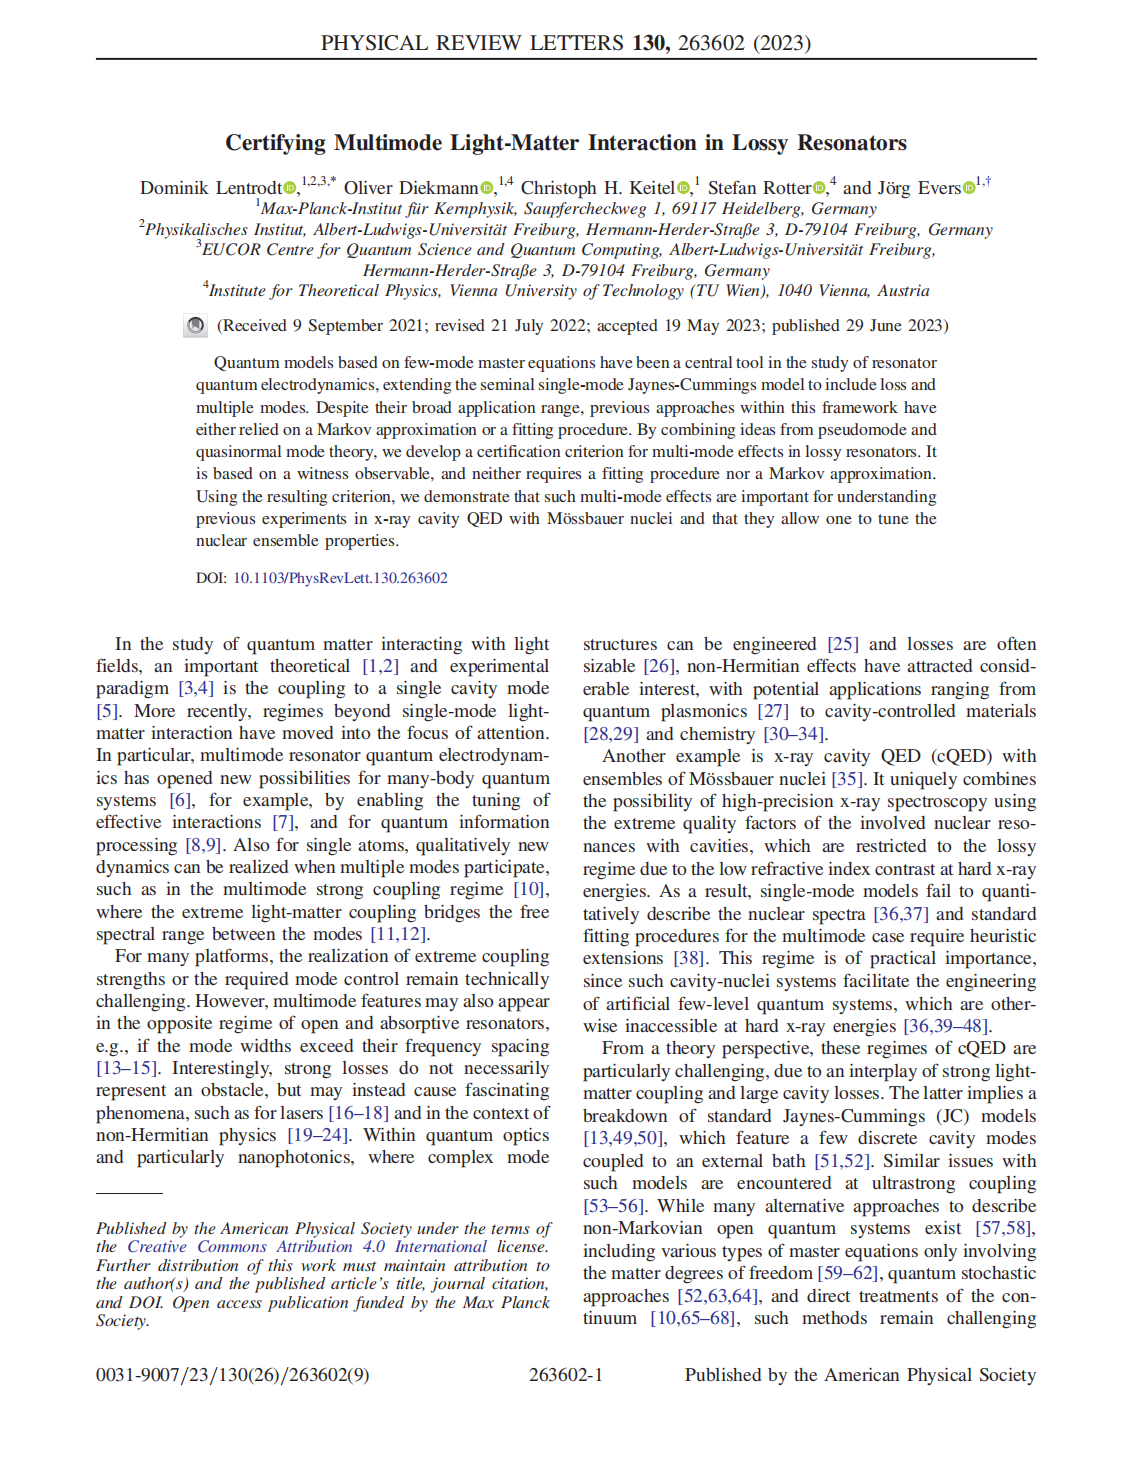 PHYSICAL REVIEW LETTERS 130, 263602 (2023)
Certifying Multimode Light-Matter Interaction in Lossy Resonators
Dominik Lentrodt,1,2,3,* Oliver Diekmann,1,4 Christoph H. Keitel,1 Stefan Rotter,4 and Jörg Evers1,†
1Max-Planck-Institut für Kernphysik, Saupfercheckweg 1, 69117 Heidelberg, Germany
2Physikalisches Institut, Albert-Ludwigs-Universität Freiburg, Hermann-Herder-Straße 3, D-79104 Freiburg, Germany
3EUCOR Centre for Quantum Science and Quantum Computing, Albert-Ludwigs-Universität Freiburg,
Hermann-Herder-Straße 3, D-79104 Freiburg, Germany
4Institute for Theoretical Physics, Vienna University of Technology (TU Wien), 1040 Vienna, Austria
(Received 9 September 2021; revised 21 July 2022; accepted 19 May 2023; published 29 June 2023)
Quantum models based on few-mode master equations have been a central tool in the study of resonator
quantum electrodynamics, extending the seminal single-mode Jaynes-Cummings model to include loss and
multiple modes. Despite their broad application range, previous approaches within this framework have
either relied on a Markov approximation or a fitting procedure. By combining ideas from pseudomode and
quasinormal mode theory, we develop a certification criterion for multi-mode effects in lossy resonators. It
is based on a witness observable, and neither requires a fitting procedure nor a Markov approximation.
Using the resulting criterion, we demonstrate that such multi-mode effects are important for understanding
previous experiments in x-ray cavity QED with Mössbauer nuclei and that they allow one to tune the
nuclear ensemble properties.
DOI: 10.1103/PhysRevLett.130.263602
In the study of quantum matter interacting with light
fields, an important theoretical [1,2] and experimental
paradigm [3,4] is the coupling to a single cavity mode
[5]. More recently, regimes beyond single-mode light-
matter interaction have moved into the focus of attention.
In particular, multimode resonator quantum electrodynam-
ics has opened new possibilities for many-body quantum
systems [6], for example, by enabling the tuning of
effective interactions [7], and for quantum information
processing [8,9]. Also for single atoms, qualitatively new
dynamics can be realized when multiple modes participate,
such as in the multimode strong coupling regime [10],
where the extreme light-matter coupling bridges the free
spectral range between the modes [11,12].
For many platforms, the realization of extreme coupling
strengths or the required mode control remain technically
challenging. However, multimode features may also appear
in the opposite regime of open and absorptive resonators,
e.g., if the mode widths exceed their frequency spacing
[13–15]. Interestingly, strong losses do not necessarily
represent an obstacle, but may instead cause fascinating
phenomena, such as for lasers [16–18] and in the context of
non-Hermitian physics [19–24]. Within quantum optics
and particularly nanophotonics, where complex mode
Published by the American Physical Society under the terms of
the Creative Commons Attribution 4.0 International license.
Further distribution of this work must maintain attribution to
the author(s) and the published article's title, journal citation,
and DOI. Open access publication funded by the Max Planck
Society.
structures can be engineered [25] and losses are often
sizable [26], non-Hermitian effects have attracted consid-
erable interest, with potential applications ranging from
quantum plasmonics [27] to cavity-controlled materials
[28,29] and chemistry [30–34].
Another example is x-ray cavity QED (cQED) with
ensembles of Mössbauer nuclei [35]. It uniquely combines
the possibility of high-precision x-ray spectroscopy using
the extreme quality factors of the involved nuclear reso-
nances with cavities, which are restricted to the lossy
regime due to the low refractive index contrast at hard x-ray
energies. As a result, single-mode models fail to quanti-
tatively describe the nuclear spectra [36,37] and standard
fitting procedures for the multimode case require heuristic
extensions [38]. This regime is of practical importance,
since such cavity-nuclei systems facilitate the engineering
of artificial few-level quantum systems, which are other-
wise inaccessible at hard x-ray energies [36,39–48].
From a theory perspective, these regimes of cQED are
particularly challenging, due to an interplay of strong light-
matter coupling and large cavity losses. The latter implies a
breakdown of standard Jaynes-Cummings (JC) models
[13,49,50], which feature a few discrete cavity modes
coupled to an external bath [51,52]. Similar issues with
such models are encountered at ultrastrong coupling
[53–56]. While many alternative approaches to describe
non-Markovian open quantum systems exist [57,58],
including various types of master equations only involving
the matter degrees of freedom [59–62], quantum stochastic
approaches [52,63,64], and direct treatments of the con-
tinuum [10,65–68], such methods remain challenging
0031-9007/23/130(26)/263602(9)
263602-1
Published by the American Physical Society